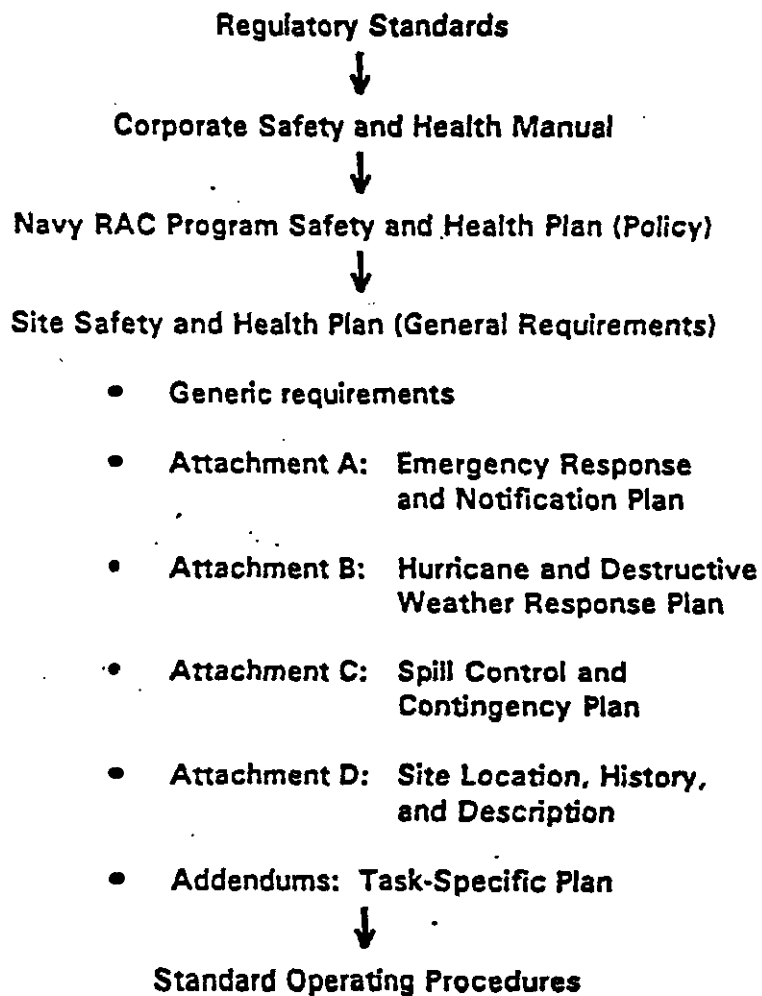 Regulatory Standards
↓
Corporate Safety and Health Manual
↓
Navy RAC Program Safety and Health Plan (Policy)
↓
Site Safety and Health Plan (General Requirements)
• Generic requirements
• Attachment A: Emergency Response
and Notification Plan
• Attachment B: Hurricane and Destructive
Weather Response Plan
• Attachment C: Spill Control and
Contingency Plan
• Attachment D: Site Location, History,
and Description
• Addendums: Task-Specific Plan
↓
Standard Operating Procedures